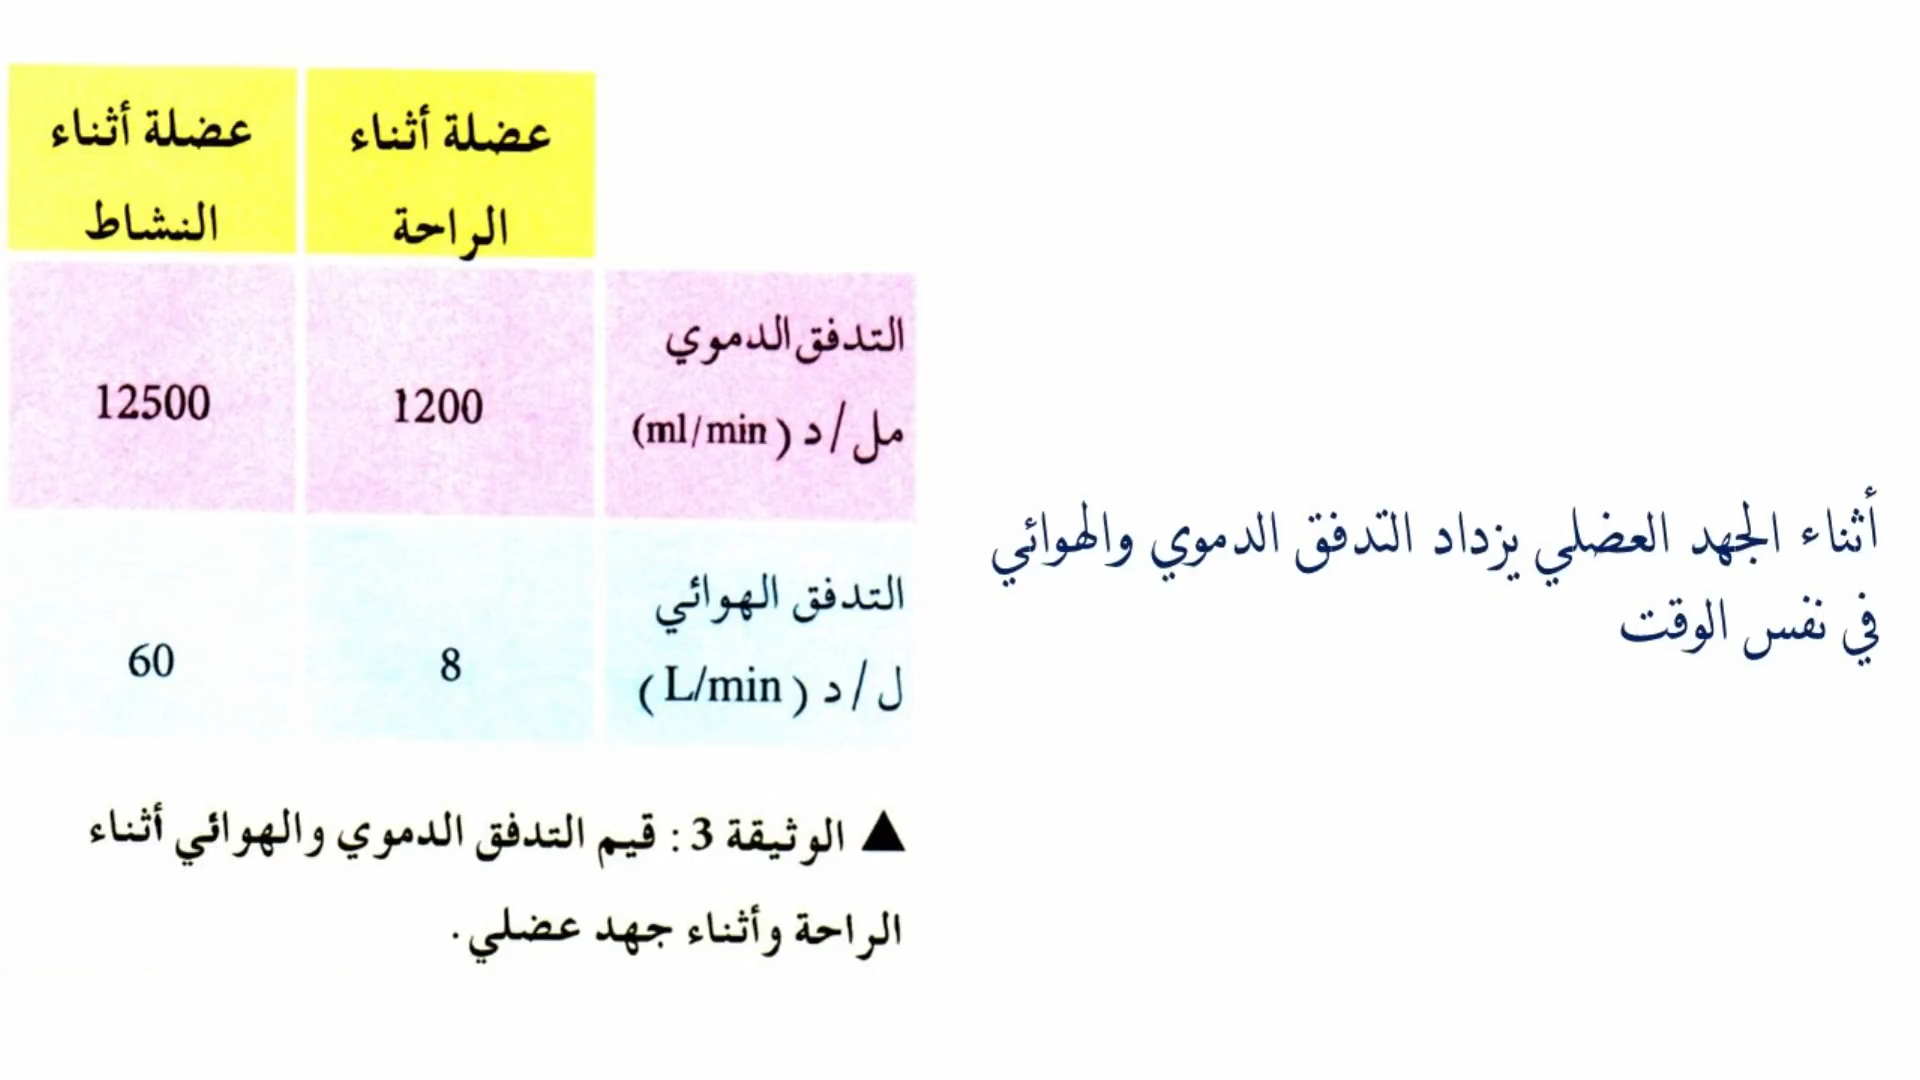 عضلة أثناء
الراحة
عضلة أثناء
النشاط
التدفق الدموي
مل / د ( ml/min)
1200
12500
التدفق الهوائي
ل / د ( L/min )
8
60
▲ الوثيقة 3 : قيم التدفق الدموي والهوائي أثناء
الراحة وأثناء جهد عضلي.
أثناء الجهد العضلي يزداد التدفق الدموي والهوائي
في نفس الوقت